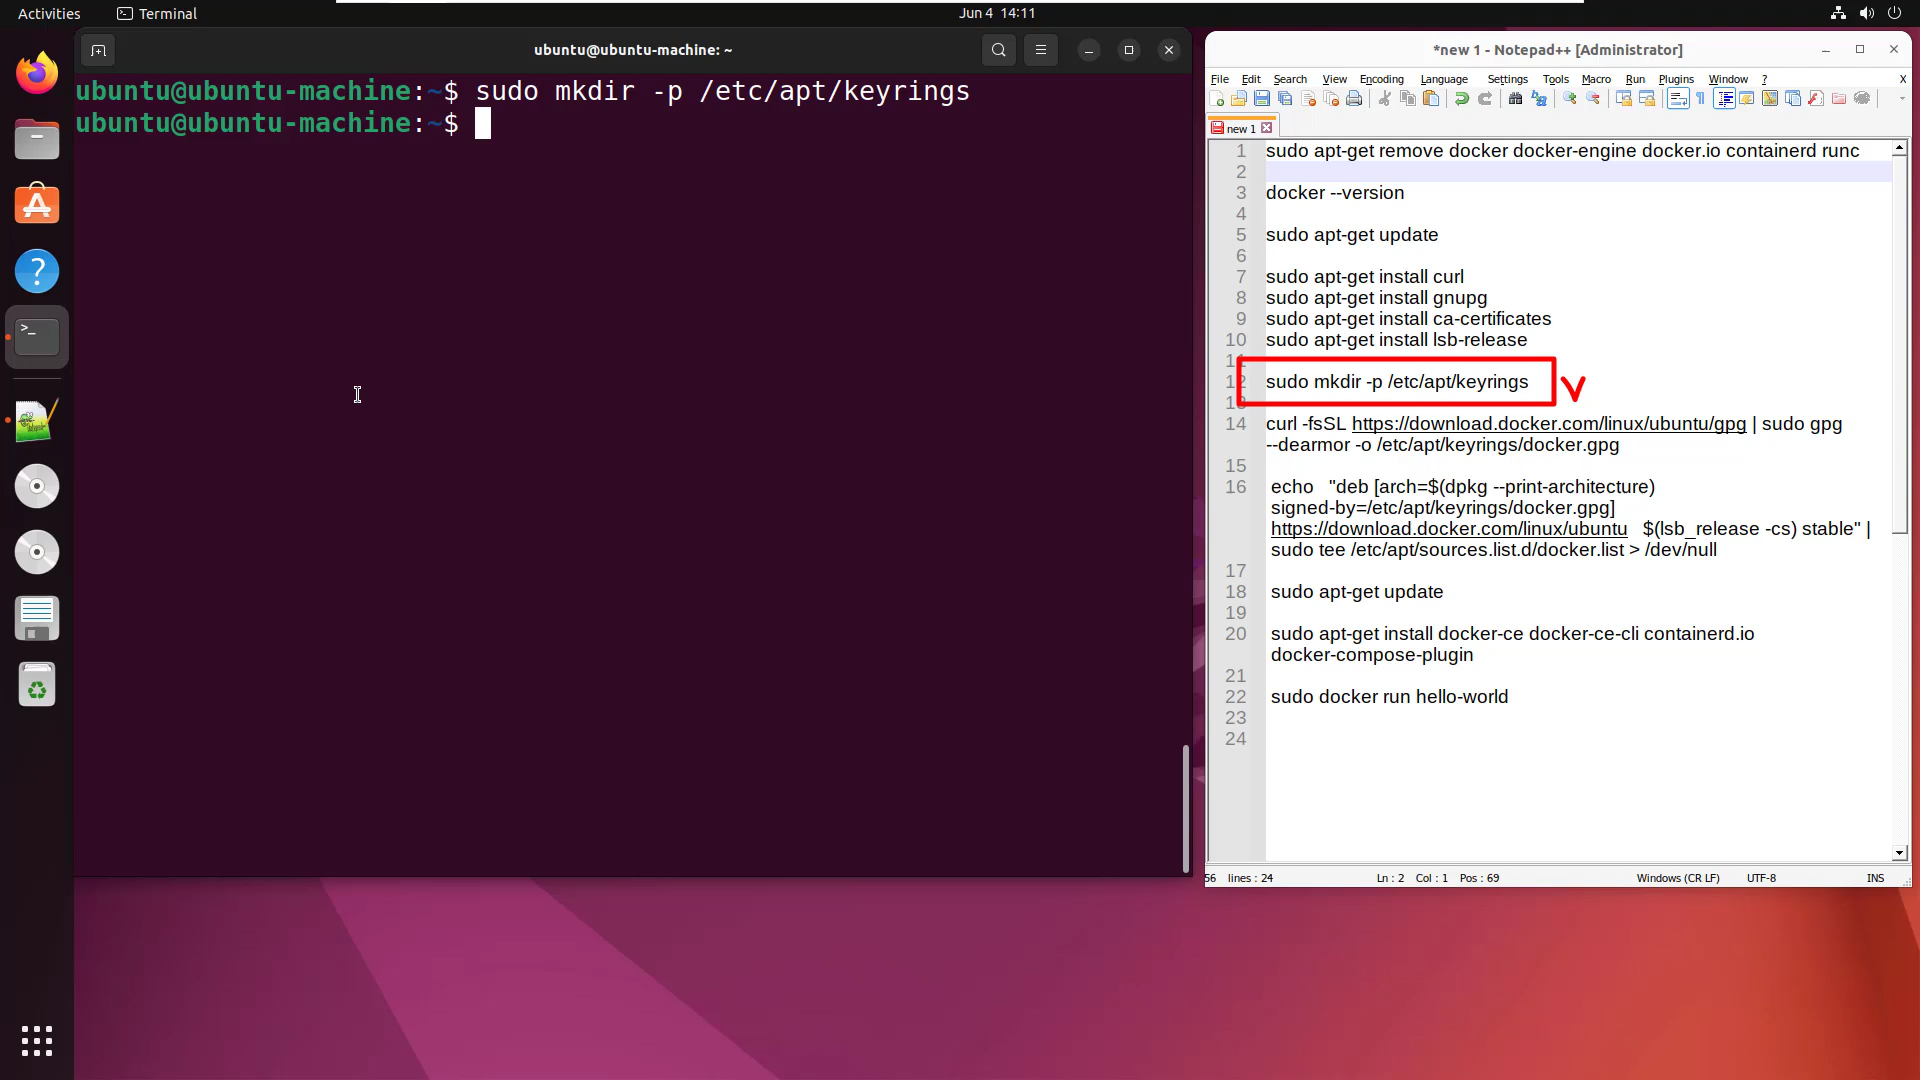 Activities
Terminal
Jun 4 14:11
ubuntu@ubuntu-machine: ~
ubuntu@ubuntu-machine:~$ sudo mkdir -p /etc/apt/keyrings
ubuntu@ubuntu-machine:~$
*new 1 - Notepad++ [Administrator]
File Edit Search View Encoding Language Settings Tools Macro Run Plugins Window ? X
new 1
1 sudo apt-get remove docker docker-engine docker.io containerd runc
2
3 docker --version
4
5 sudo apt-get update
6
7 sudo apt-get install curl
8 sudo apt-get install gnupg
9 sudo apt-get install ca-certificates
10 sudo apt-get install lsb-release
11
12 sudo mkdir -p /etc/apt/keyrings
13
14 curl -fsSL https://download.docker.com/linux/ubuntu/gpg | sudo gpg
--dearmor -o /etc/apt/keyrings/docker.gpg
15
16 echo "deb [arch=$(dpkg --print-architecture)
signed-by=/etc/apt/keyrings/docker.gpg]
https://download.docker.com/linux/ubuntu $(lsb_release -cs) stable" |
sudo tee /etc/apt/sources.list.d/docker.list > /dev/null
17
18 sudo apt-get update
19
20 sudo apt-get install docker-ce docker-ce-cli containerd.io
docker-compose-plugin
21
22 sudo docker run hello-world
23
24
56 lines : 24 Ln : 2 Col : 1 Pos : 69 Windows (CR LF) UTF-8 INS